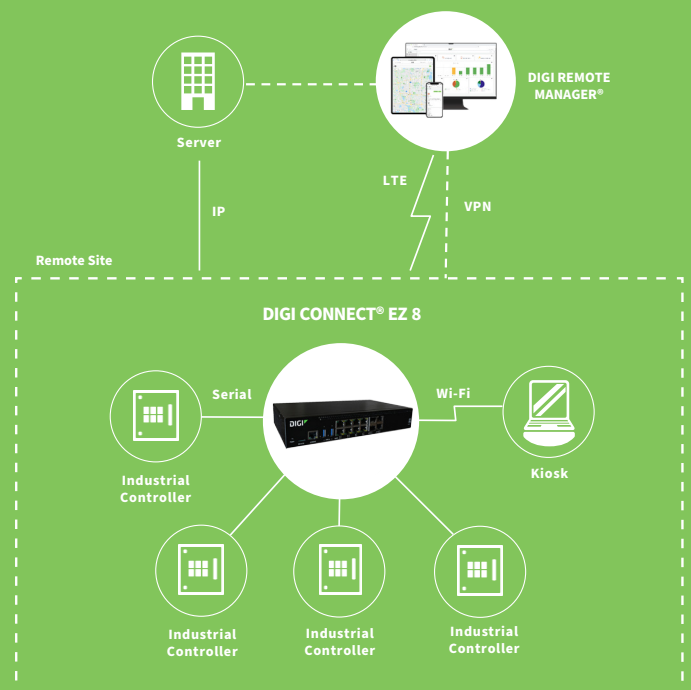 DIGI REMOTE
MANAGER®
Server
LTE
IP
VPN
Remote Site
DIGI CONNECT® EZ 8
Serial
Wi-Fi
DIGI
Industrial
Controller
Kiosk
Industrial
Controller
Industrial
Controller
Industrial
Controller